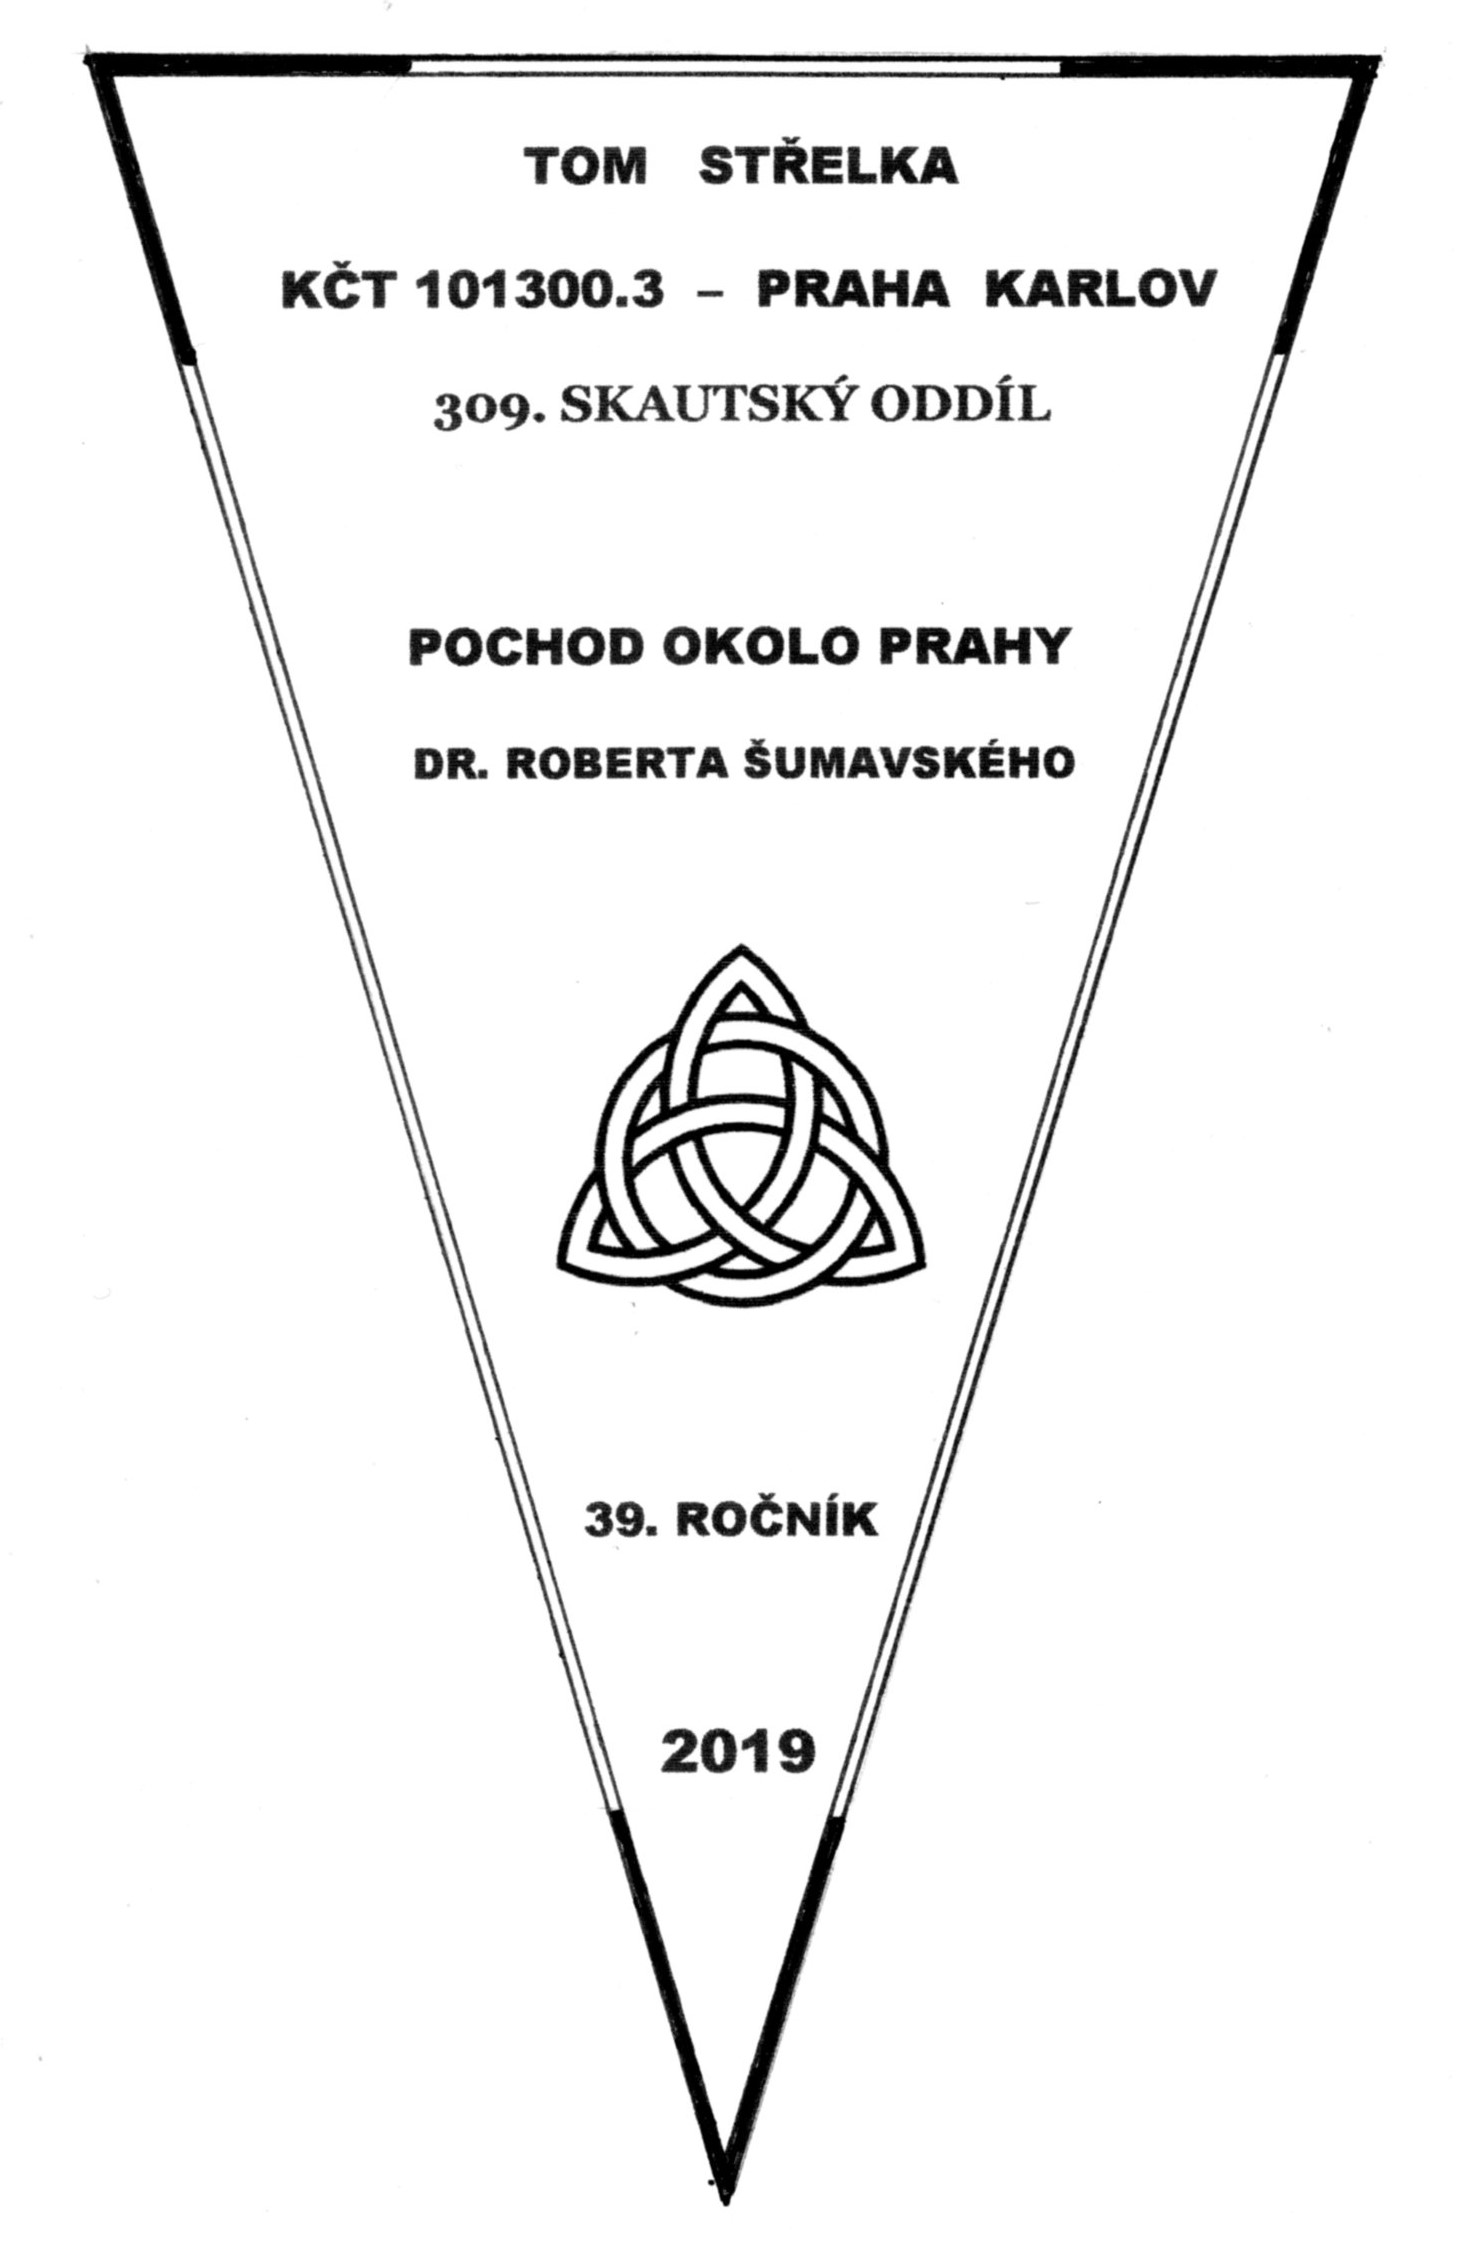 TOM STŘELKA
KČT 101300.3 – PRAHA KARLOV
309. SKAUTSKÝ ODDÍL
POCHOD OKOLO PRAHY
DR. ROBERTA ŠUMAVSKÉHO
39. ROČNÍK
2019